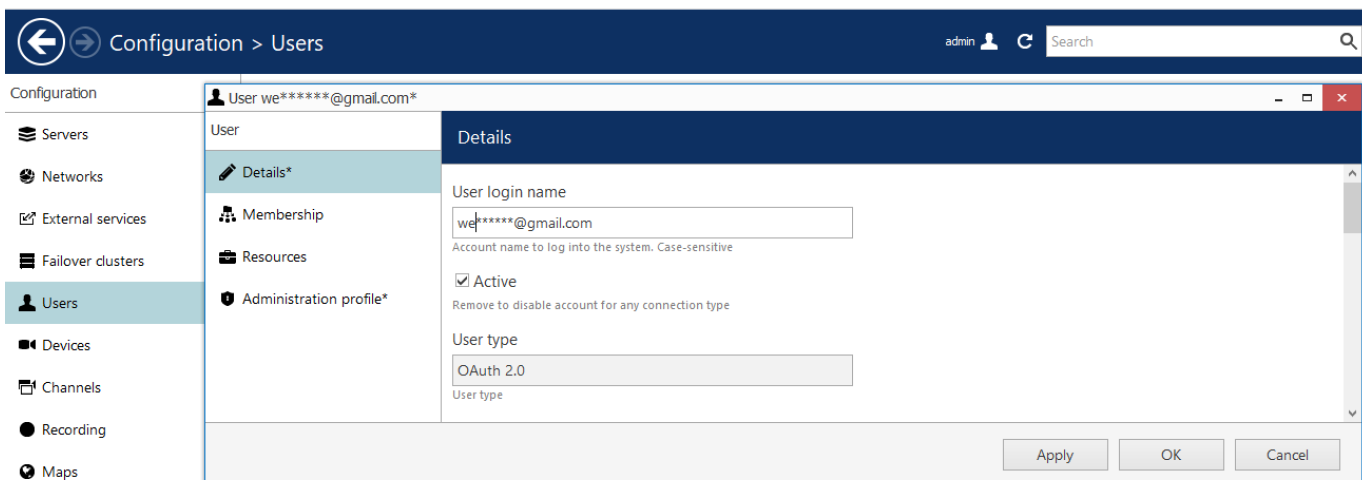 Configuration > Users
admin
Search
Configuration
Servers
Networks
External services
Failover clusters
Users
Devices
Channels
Recording
Maps
User we******@gmail.com*
User
Details*
Membership
Resources
Administration profile*
Details
User login name
we******@gmail.com
Account name to log into the system. Case-sensitive
Active
Remove to disable account for any connection type
User type
OAuth 2.0
User type
Apply OK Cancel